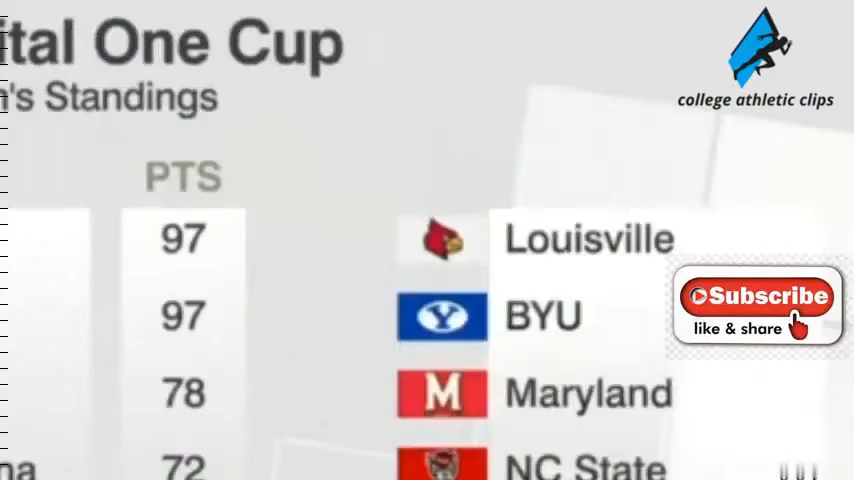 ital One Cup
n's Standings
college athletic clips
PTS
97 Louisville
97 BYU
Subscribe
like & share
78 Maryland
na 72 NC State